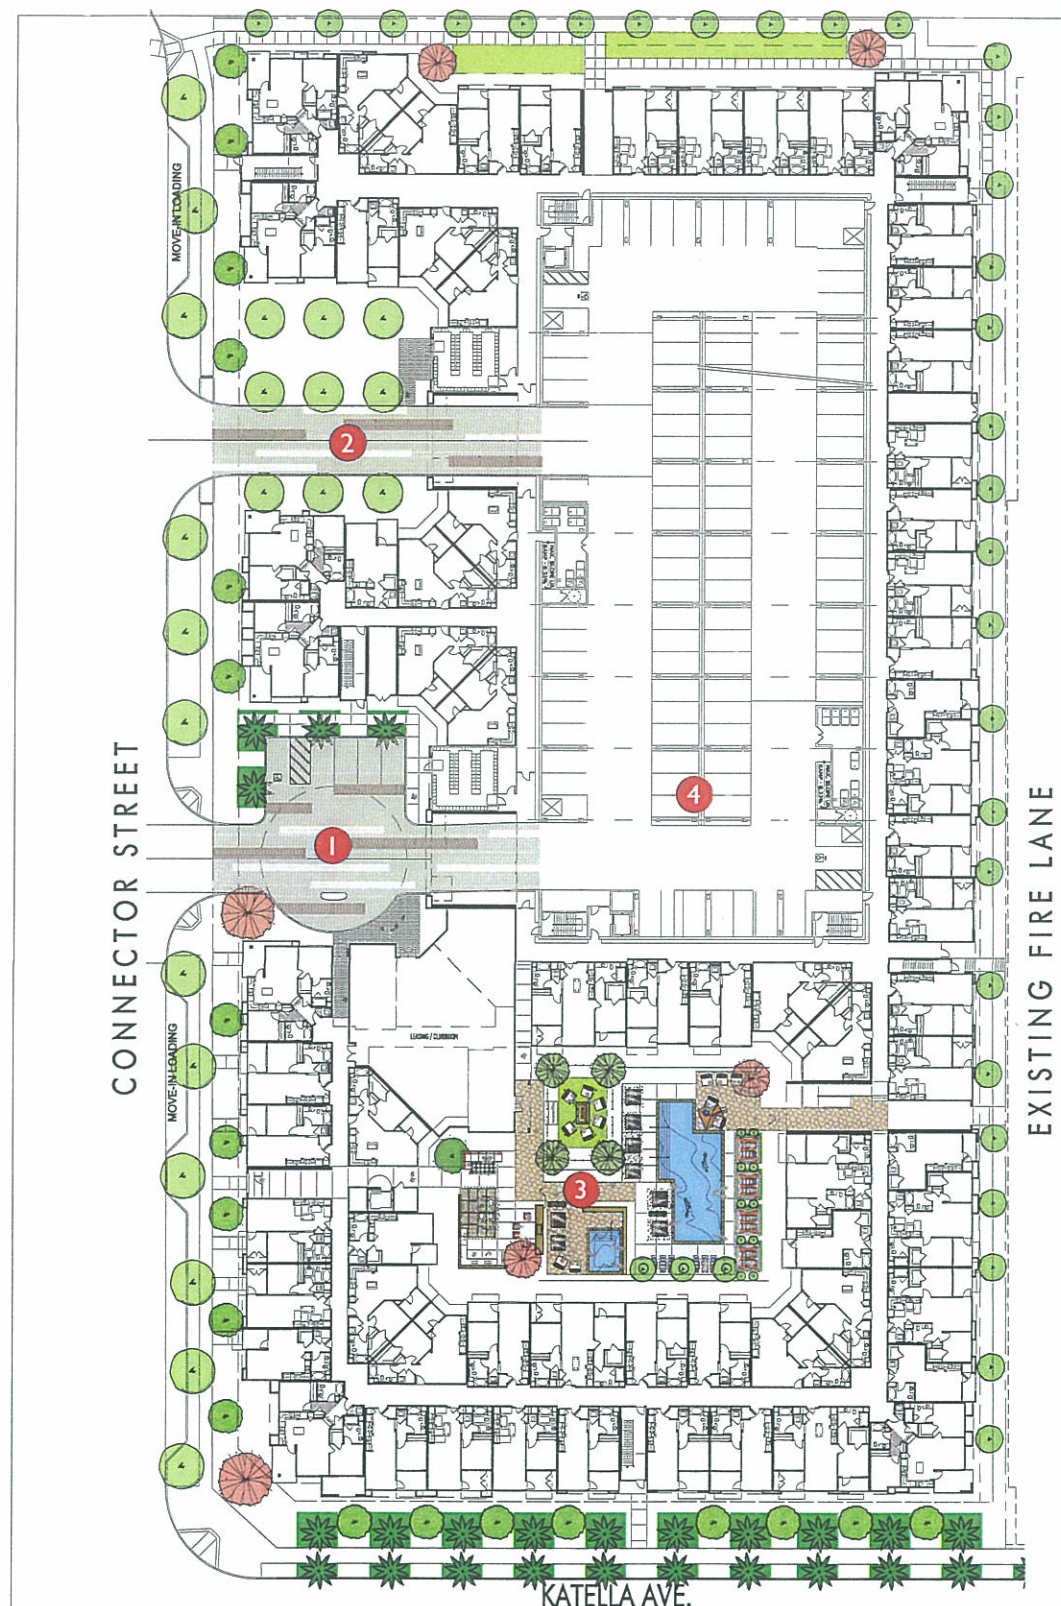 MOVE-IN LOADING
2
4
CONNECTOR STREET
1
EXISTING FIRE LANE
MOVE-IN LOADING
LEASING / CLUBROOM
3
KATELLA AVE.